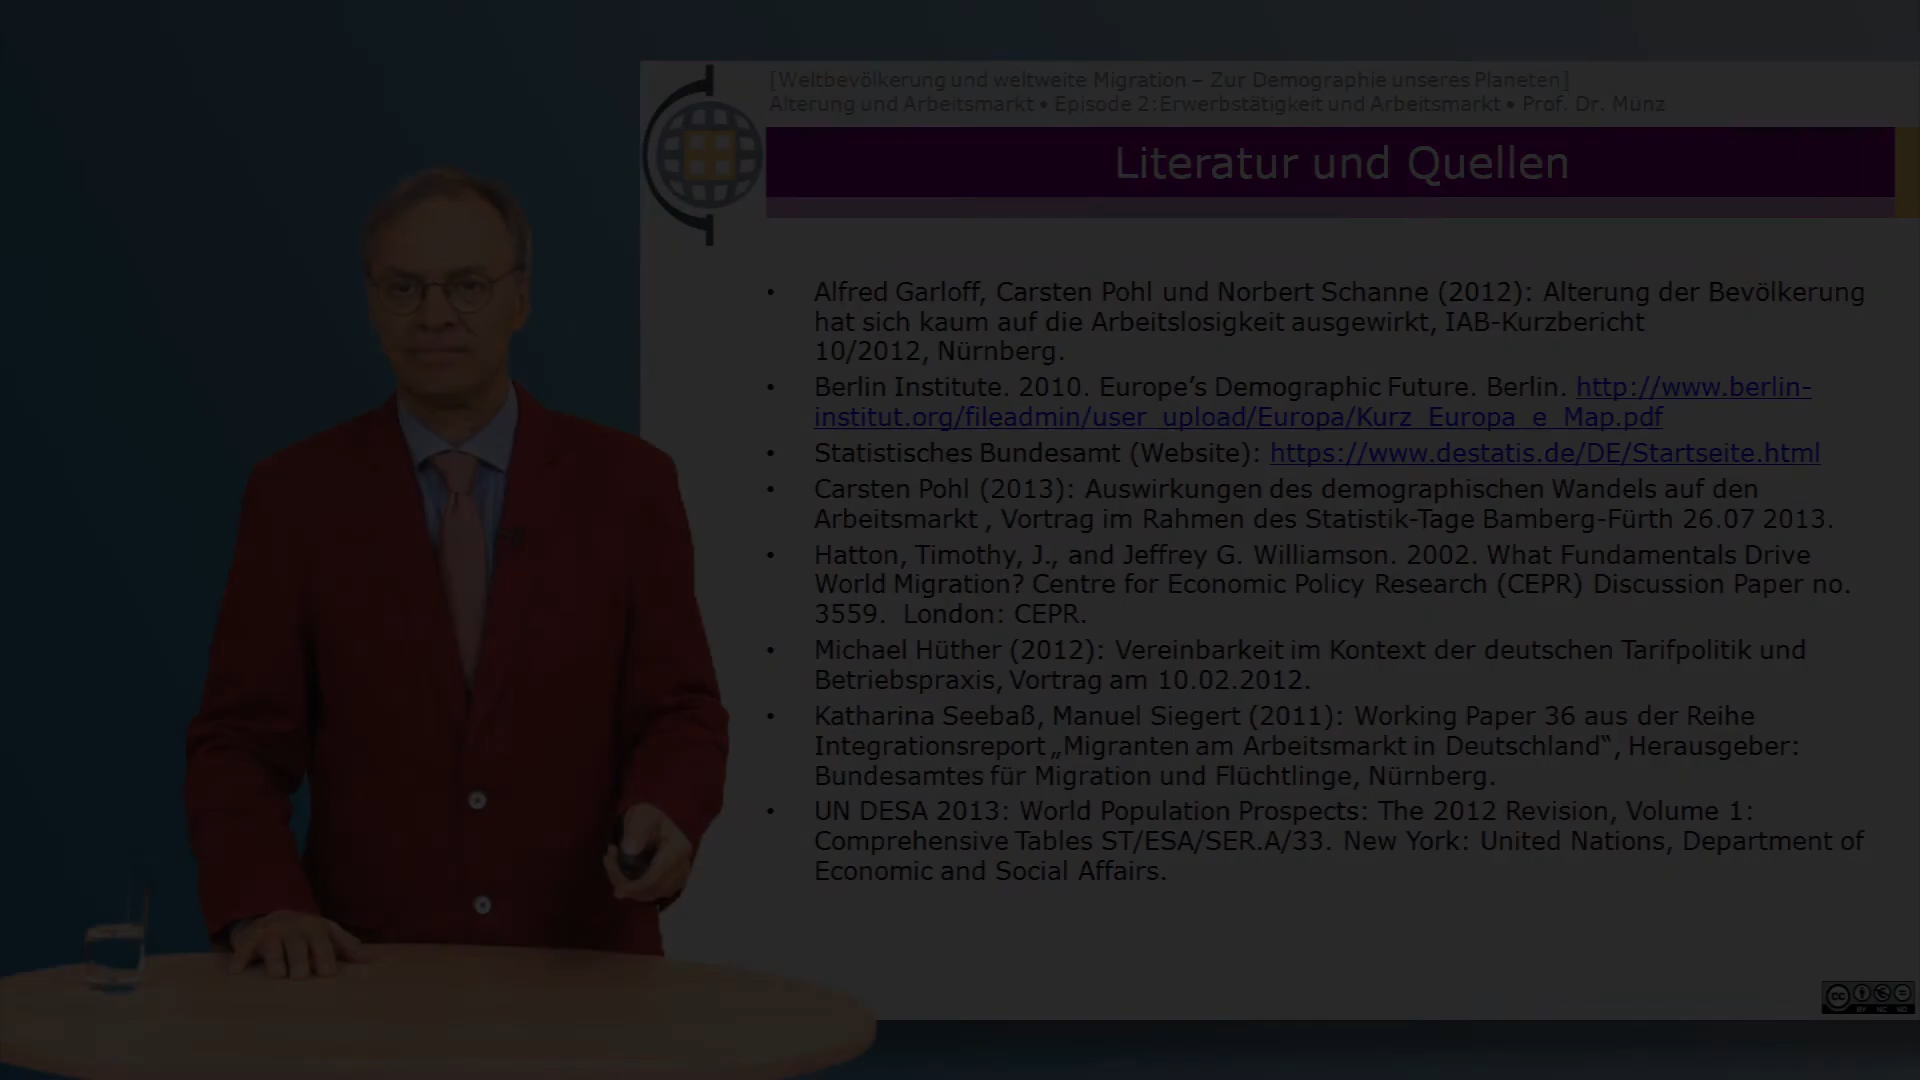 [Weltbevölkerung und weltweite Migration – Zur Demographie unseres Planeten]
Alterung und Arbeitsmarkt • Episode 2:Erwerbstätigkeit und Arbeitsmarkt • Prof. Dr. Münz
Literatur und Quellen
• Alfred Garloff, Carsten Pohl und Norbert Schanne (2012): Alterung der Bevölkerung
hat sich kaum auf die Arbeitslosigkeit ausgewirkt, IAB-Kurzbericht
10/2012, Nürnberg.
• Berlin Institute. 2010. Europe’s Demographic Future. Berlin. http://www.berlin-
institut.org/fileadmin/user_upload/Europa/Kurz_Europa_e_Map.pdf
• Statistisches Bundesamt (Website): https://www.destatis.de/DE/Startseite.html
• Carsten Pohl (2013): Auswirkungen des demographischen Wandels auf den
Arbeitsmarkt , Vortrag im Rahmen des Statistik-Tage Bamberg-Fürth 26.07 2013.
• Hatton, Timothy, J., and Jeffrey G. Williamson. 2002. What Fundamentals Drive
World Migration? Centre for Economic Policy Research (CEPR) Discussion Paper no.
3559. London: CEPR.
• Michael Hüther (2012): Vereinbarkeit im Kontext der deutschen Tarifpolitik und
Betriebspraxis, Vortrag am 10.02.2012.
• Katharina Seebaß, Manuel Siegert (2011): Working Paper 36 aus der Reihe
Integrationsreport „Migranten am Arbeitsmarkt in Deutschland“, Herausgeber:
Bundesamtes für Migration und Flüchtlinge, Nürnberg.
• UN DESA 2013: World Population Prospects: The 2012 Revision, Volume 1:
Comprehensive Tables ST/ESA/SER.A/33. New York: United Nations, Department of
Economic and Social Affairs.
cc BY NC ND